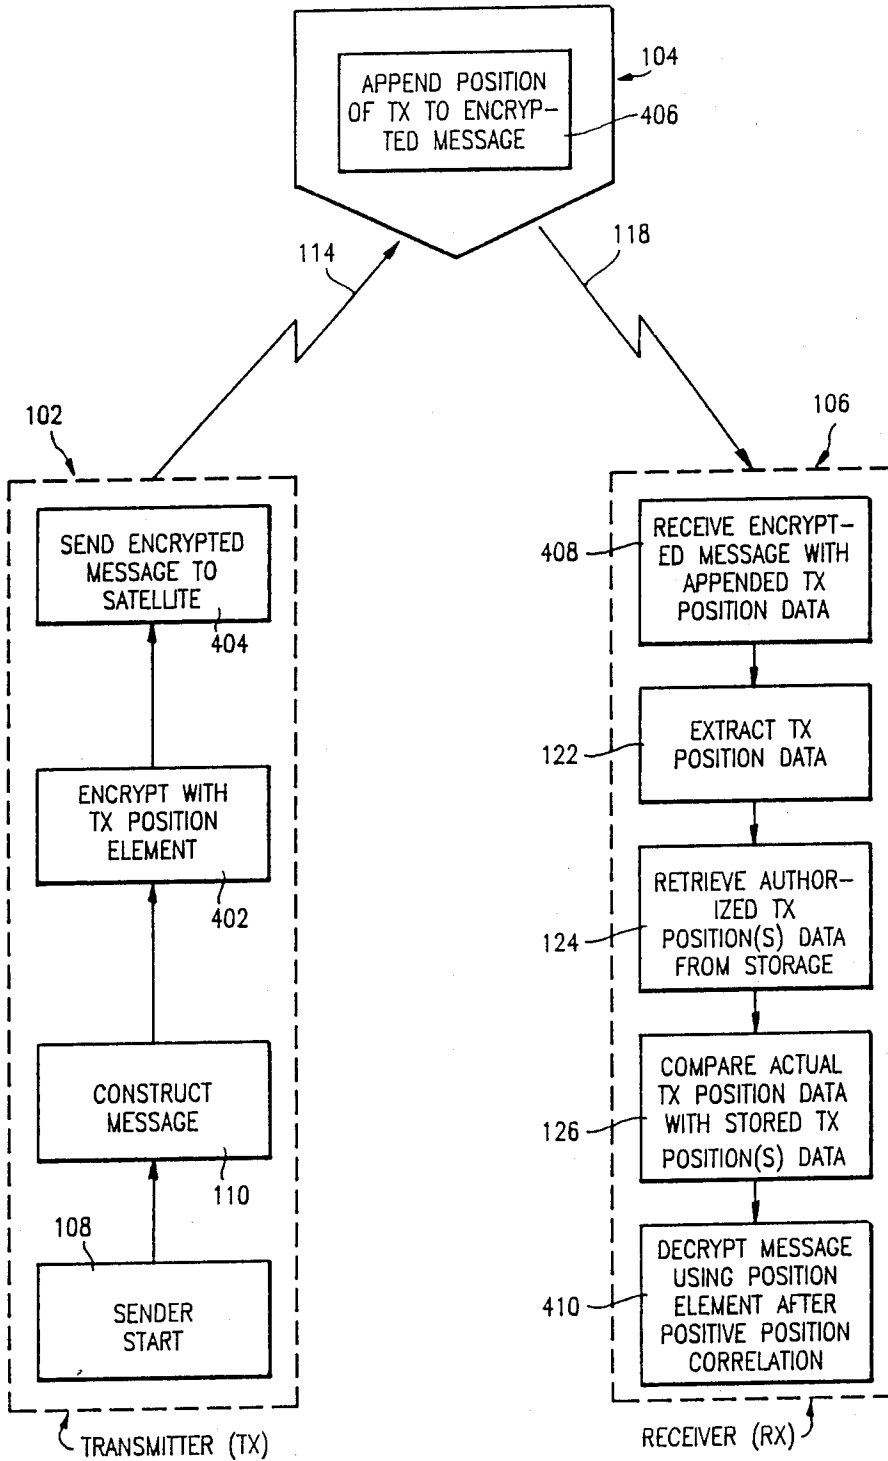 APPEND POSITION
OF TX TO ENCRYP-
TED MESSAGE
104
406
114
118
102
SEND ENCRYPTED
MESSAGE TO
SATELLITE
404
ENCRYPT WITH
TX POSITION
ELEMENT
402
CONSTRUCT
MESSAGE
110
108
SENDER
START
TRANSMITTER (TX)
106
408
RECEIVE ENCRYPT-
ED MESSAGE WITH
APPENDED TX
POSITION DATA
122
EXTRACT TX
POSITION DATA
124
RETRIEVE AUTHOR-
IZED TX
POSITION(S) DATA
FROM STORAGE
126
COMPARE ACTUAL
TX POSITION DATA
WITH STORED TX
POSITION(S) DATA
410
DECRYPT MESSAGE
USING POSITION
ELEMENT AFTER
POSITIVE POSITION
CORRELATION
RECEIVER (RX)